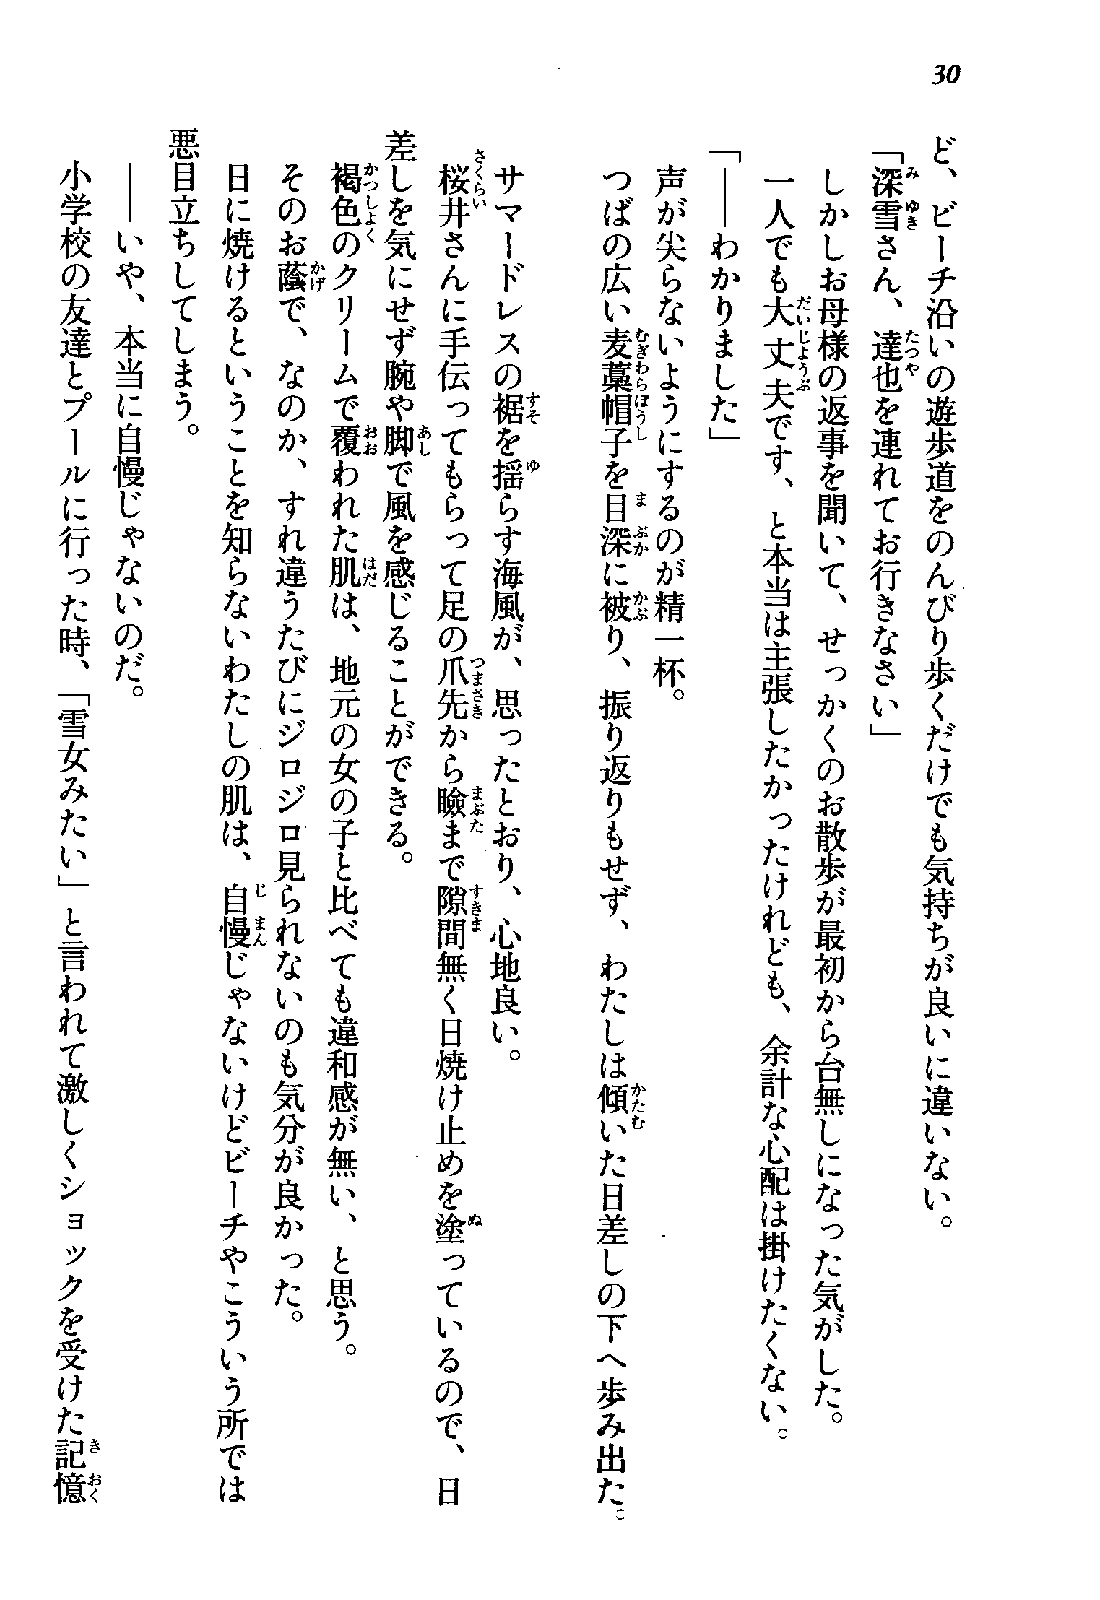 30
ど、ビーチ沿いの遊歩道をのんびり歩くだけでも気持ちが良いに違いない。
「深雪さん、達也を連れてお行きなさい」
しかしお母様の返事を聞いて、せっかくのお散歩が最初から台無しになった気がした。
一人でも大丈夫です、と本当は主張したかったけれども、余計な心配は掛けたくない。
「――わかりました」
声が尖らないようにするのが精一杯。
つばの広い麦藁帽子を目深に被り、振り返りもせず、わたしは傾いた日差しの下へ歩み出た。
サマードレスの裾を揺らす海風が、思ったとおり、心地良い。
桜井さんに手伝ってもらって足の爪先から瞼まで隙間無く日焼け止めを塗っているので、日
差しを気にせず腕や脚で風を感じることができる。
褐色のクリームで覆われた肌は、地元の女の子と比べても違和感が無い、と思う。
そのお蔭で、なのか、すれ違うたびにジロジロ見られないのも気分が良かった。
日に焼けるということを知らないわたしの肌は、自慢じゃないけどビーチやこういう所では
悪目立ちしてしまう。
――いや、本当に自慢じゃないのだ。
小学校の友達とプールに行った時、「雪女みたい」と言われて激しくショックを受けた記憶